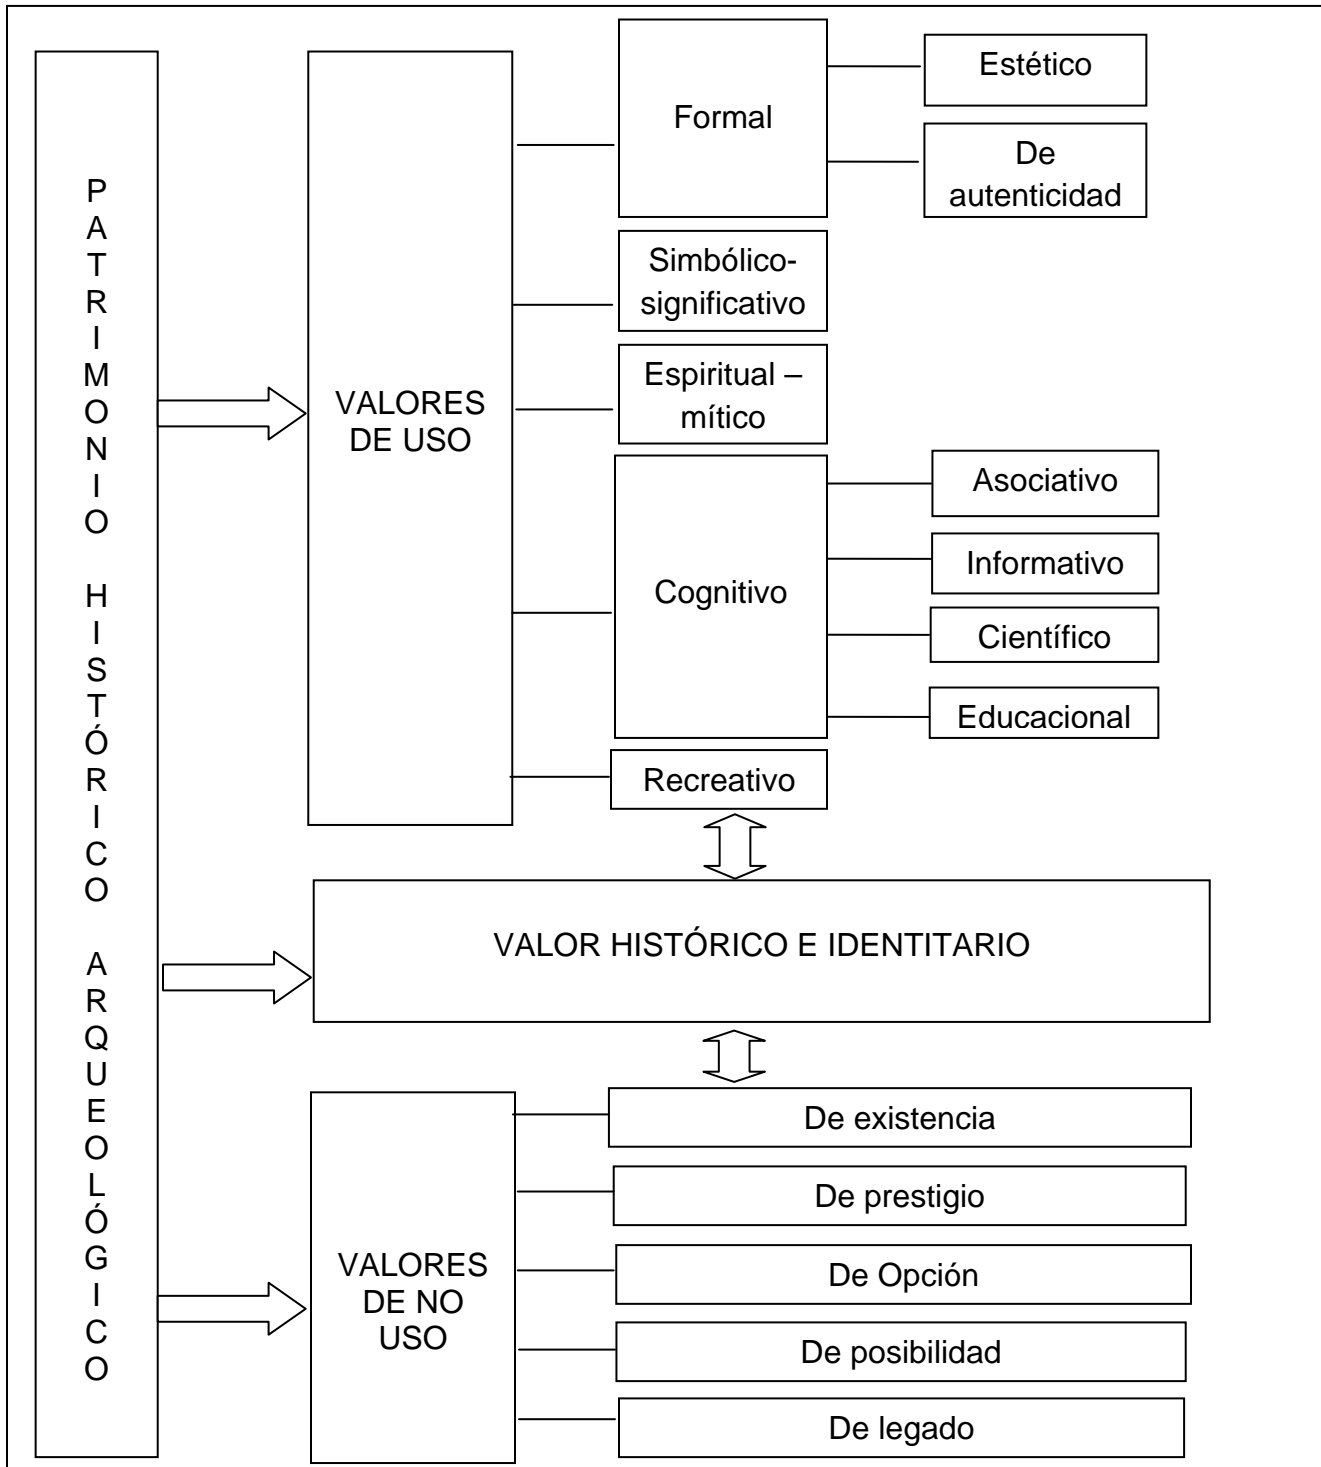 PATRIMONIO HISTÓRICO ARQUEOLÓGICO
VALORES
DE USO
Formal
Estético
De
autenticidad
Simbólico-
significativo
Espiritual –
mítico
Cognitivo
Asociativo
Informativo
Científico
Educacional
Recreativo
VALOR HISTÓRICO E IDENTITARIO
VALORES
DE NO
USO
De existencia
De prestigio
De Opción
De posibilidad
De legado